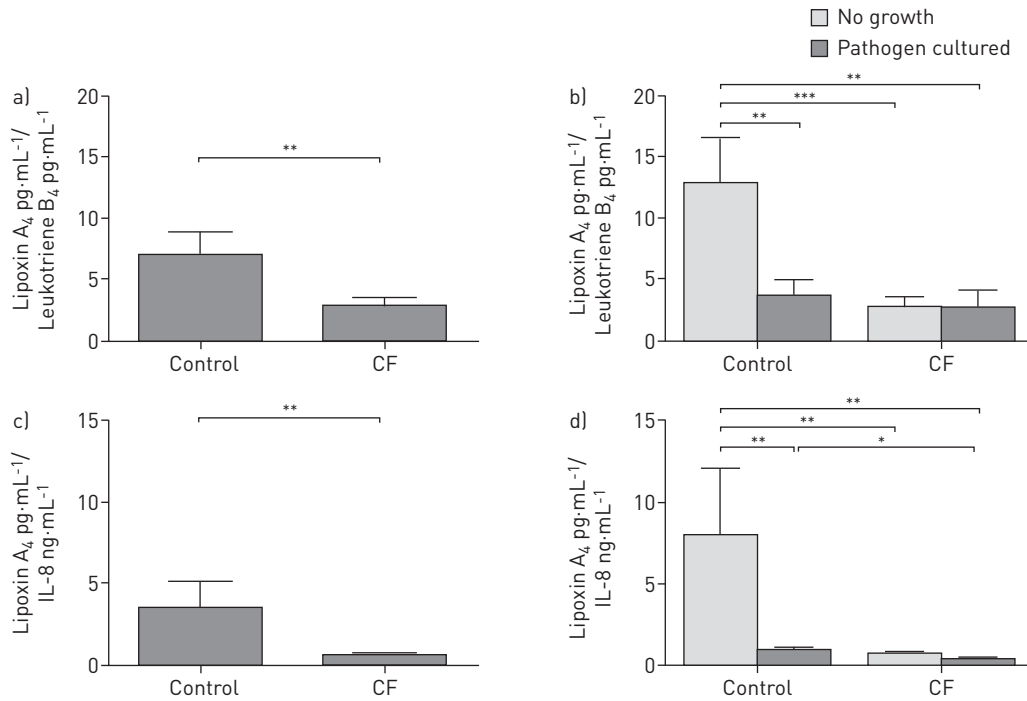 No growth
Pathogen cultured
a)
Lipoxin A4 pg·mL-1/
Leukotriene B4 pg·mL-1
20
15
10
5
0
**
Control CF
b)
Lipoxin A4 pg·mL-1/
Leukotriene B4 pg·mL-1
20
15
10
5
0
**
***
**
Control CF
c)
Lipoxin A4 pg·mL-1/
IL-8 ng·mL-1
15
10
5
0
**
Control CF
d)
Lipoxin A4 pg·mL-1/
IL-8 ng·mL-1
15
10
5
0
**
**
** *
Control CF